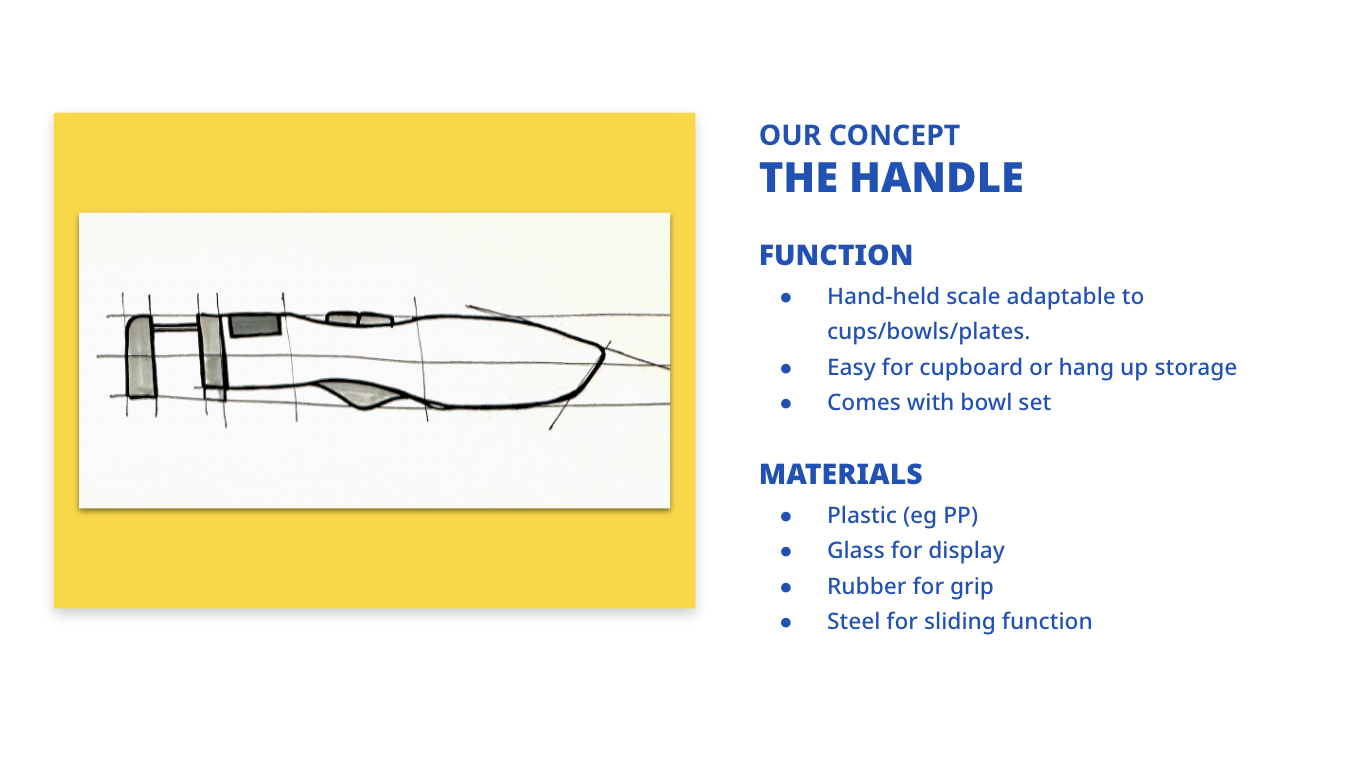 OUR CONCEPT
THE HANDLE
FUNCTION
● Hand-held scale adaptable to
cups/bowls/plates.
● Easy for cupboard or hang up storage
● Comes with bowl set
MATERIALS
● Plastic (eg PP)
● Glass for display
● Rubber for grip
● Steel for sliding function